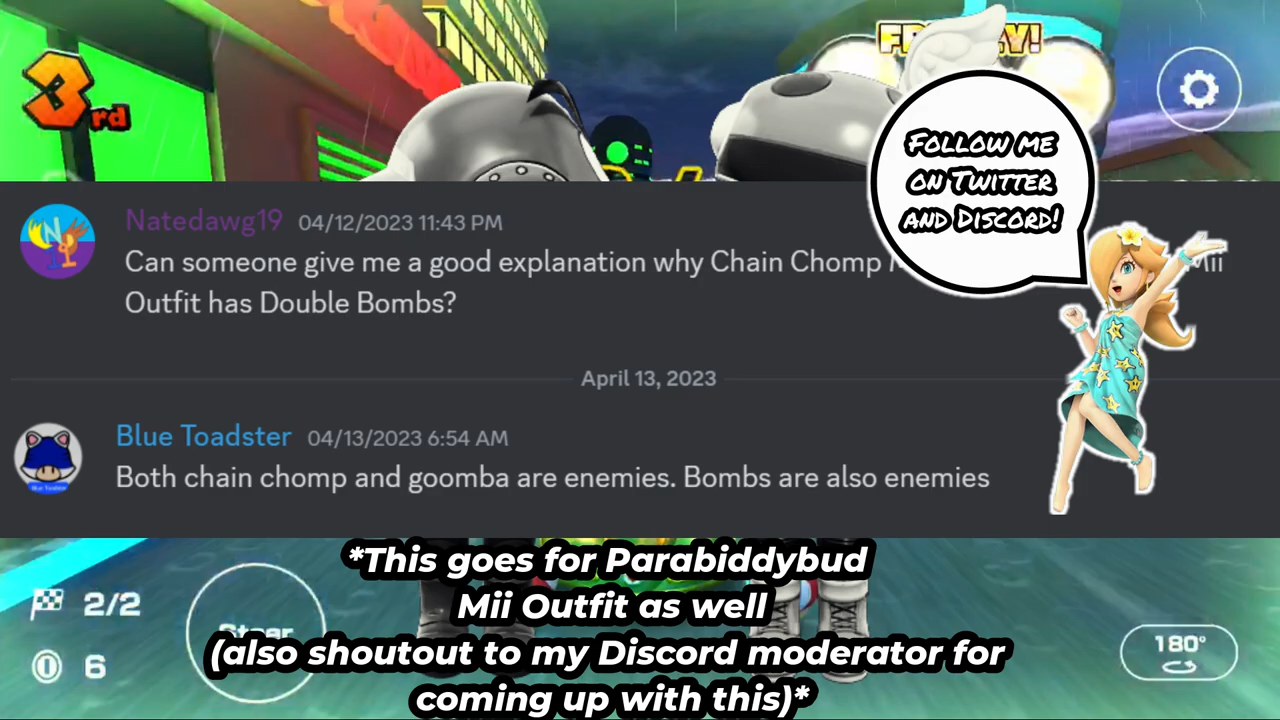 3rd
FOLLOW ME
ON TWITTER
AND DISCORD!
Natedawg19 04/12/2023 11:43 PM
Can someone give me a good explanation why Chain Chomp Mii
Outfit has Double Bombs?
April 13, 2023
Blue Toadster 04/13/2023 6:54 AM
Both chain chomp and goomba are enemies. Bombs are also enemies
*This goes for Parabiddybud
Mii Outfit as well
(also shoutout to my Discord moderator for
coming up with this)*
2/2
6
180°